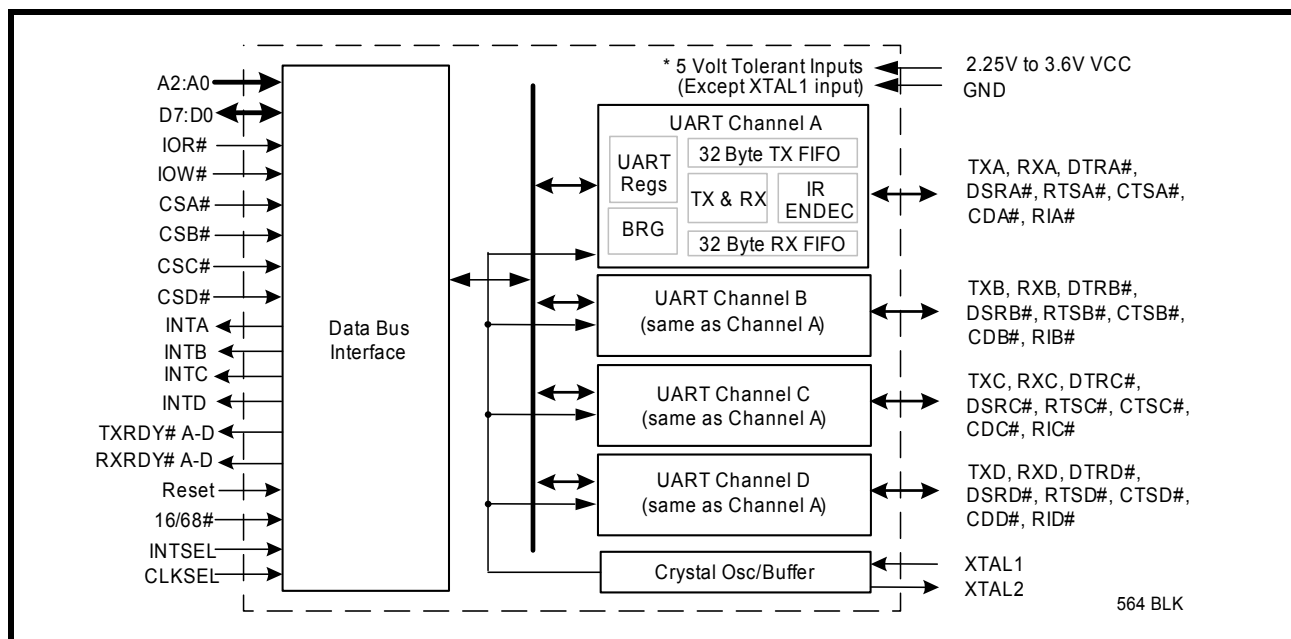 A2:A0
D7:D0
IOR#
IOW#
CSA#
CSB#
CSC#
CSD#
INTA
INTB
INTC
INTD
TXRDY# A-D
RXRDY# A-D
Reset
16/68#
INTSEL
CLKSEL
Data Bus
Interface
* 5 Volt Tolerant Inputs
(Except XTAL1 input)
2.25V to 3.6V VCC
GND
UART Channel A
UART
Regs
BRG
32 Byte TX FIFO
TX & RX
IR
ENDEC
32 Byte RX FIFO
TXA, RXA, DTRA#,
DSRA#, RTSA#, CTSA#,
CDA#, RIA#
UART Channel B
(same as Channel A)
TXB, RXB, DTRB#,
DSRB#, RTSB#, CTSB#,
CDB#, RIB#
UART Channel C
(same as Channel A)
TXC, RXC, DTRC#,
DSRC#, RTSC#, CTSC#,
CDC#, RIC#
UART Channel D
(same as Channel A)
TXD, RXD, DTRD#,
DSRD#, RTSD#, CTSD#,
CDD#, RID#
Crystal Osc/Buffer
XTAL1
XTAL2
564 BLK